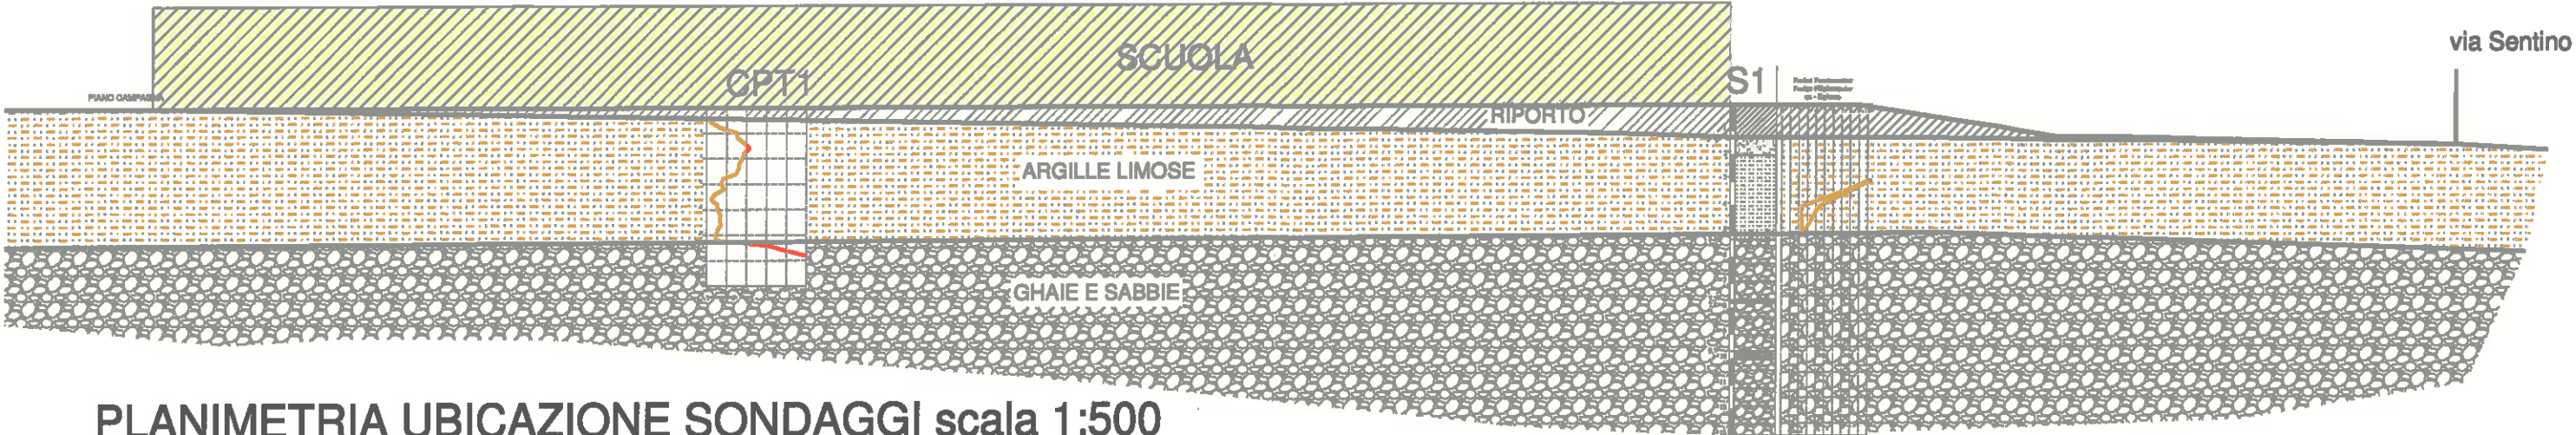 SCUOLA
via Sentino
CPT1
S1
PIANO CAMPAGNA
RIPORTO
ARGILLE LIMOSE
GHAIE E SABBIE
PLANIMETRIA UBICAZIONE SONDAGGI scala 1:500